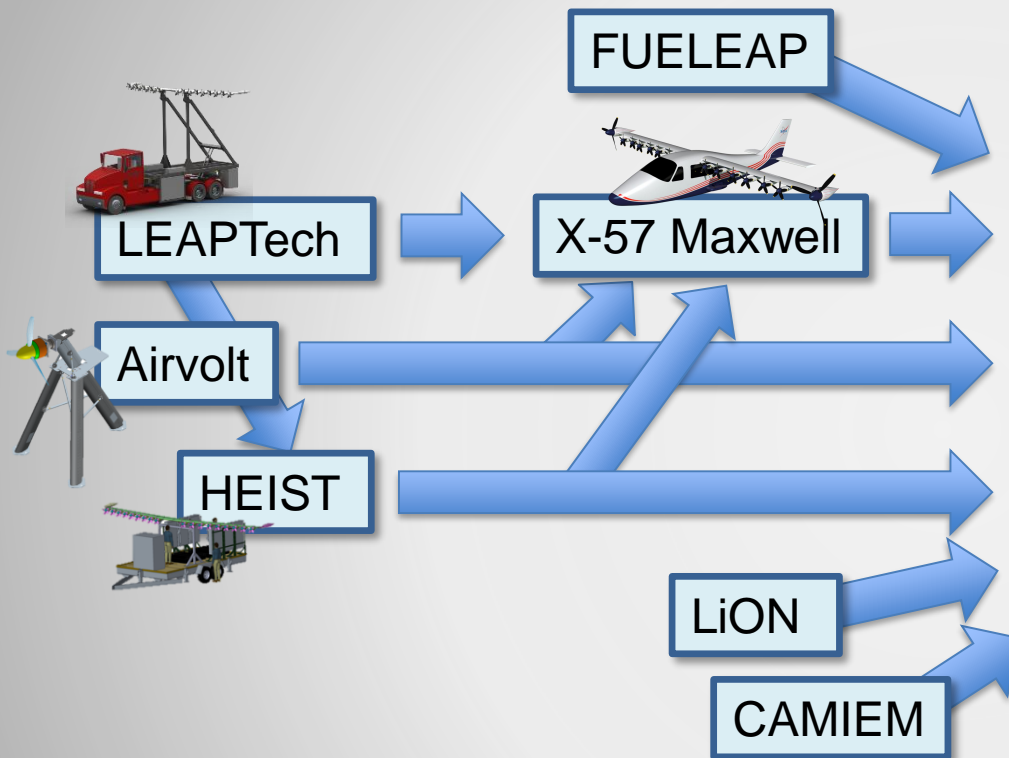 FUELEAP
LEAPTech
X-57 Maxwell
Airvolt
HEIST
LiON
CAMIEM